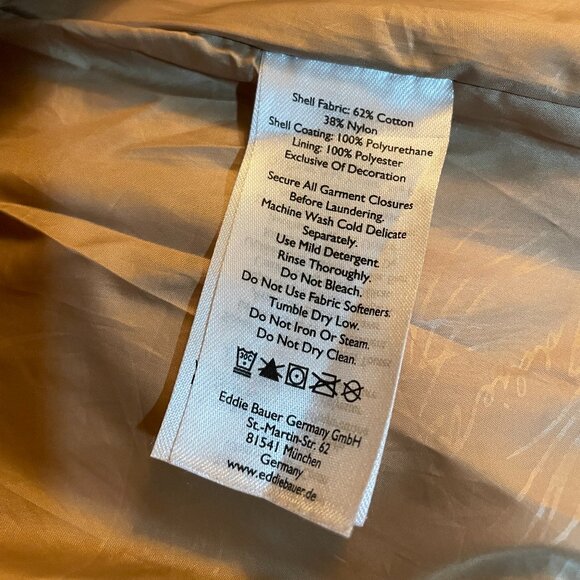 Shell Fabric: 62% Cotton
38% Nylon
Shell Coating: 100% Polyurethane
Lining: 100% Polyester
Exclusive Of Decoration
Secure All Garment Closures
Before Laundering.
Machine Wash Cold Delicate
Separately.
Use Mild Detergent.
Rinse Thoroughly.
Do Not Bleach.
Do Not Use Fabric Softeners.
Tumble Dry Low.
Do Not Iron Or Steam.
Do Not Dry Clean.
30C
Eddie Bauer Germany GmbH
St.-Martin-Str. 62
81541 München
Germany
www.eddiebauer.de